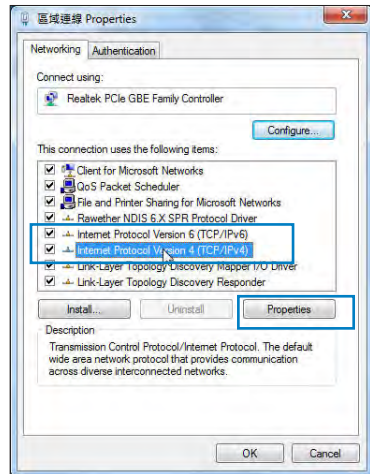 區域連線 Properties
Networking
Authentication
Connect using:
Realtek PCIe GBE Family Controller
Configure...
This connection uses the following items:
Client for Microsoft Networks
QoS Packet Scheduler
File and Printer Sharing for Microsoft Networks
Rawether NDIS 6.X SPR Protocol Driver
Internet Protocol Version 6 (TCP/IPv6)
Internet Protocol Version 4 (TCP/IPv4)
Link-Layer Topology Discovery Mapper I/O Driver
Link-Layer Topology Discovery Responder
Install...
Uninstall
Properties
Description
Transmission Control Protocol/Internet Protocol. The default
wide area network protocol that provides communication
across diverse interconnected networks.
OK
Cancel